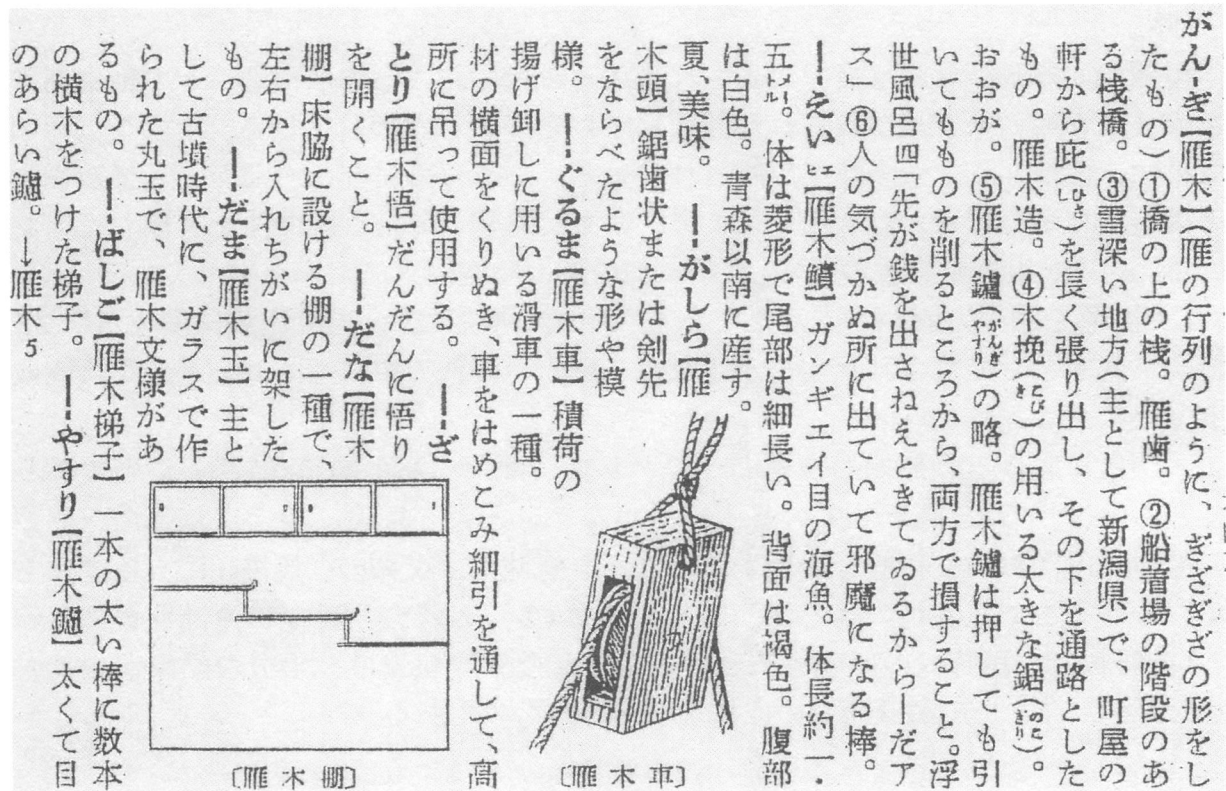 がん‐ぎ【雁木】(雁の行列のように、ぎざぎざの形をし
たもの)①橋の上の桟。雁歯。②船着場の階段のあ
る桟橋。③雪深い地方(主として新潟県)で、町屋の
軒から庇(ひさし)を長く張り出し、その下を通路とした
もの。雁木造。④木挽(こびき)の用いる大きな鋸(のこぎり)。
おおが。⑤雁木鑢(がんぎやすり)の略。雁木鑢は押しても引
いてもものを削るところから、両方で損すること。浮
世風呂四「先が銭を出さねえときてゐるから―だア
ス」⑥人の気づかぬ所に出ていて邪魔になる棒。
―えいヒエ【雁木鱝】ガンギエイ目の海魚。体長約一・
五メートル。体は菱形で尾部は細長い。背面は褐色。腹部
は白色。青森以南に産す。
夏、美味。―がしら【雁
木頭】鋸歯状または剣先
をならべたような形や模
様。―ぐるま【雁木車】積荷の
揚げ卸しに用いる滑車の一種。
材の横面をくりぬき、車をはめこみ細引を通して、高
所に吊って使用する。―ざ
とり【雁木悟】だんだんに悟り
を開くこと。―だな【雁木
棚】床脇に設ける棚の一種で、
左右から入れちがいに架した
もの。―だま【雁木玉】主と
して古墳時代に、ガラスで作
られた丸玉で、雁木文様があ
るもの。―ばしご【雁木梯子】一本の太い棒に数本
の横木をつけた梯子。―やすり【雁木鑢】太くて目
のあらい鑢。→雁木5
〔雁木車〕
〔雁木棚〕